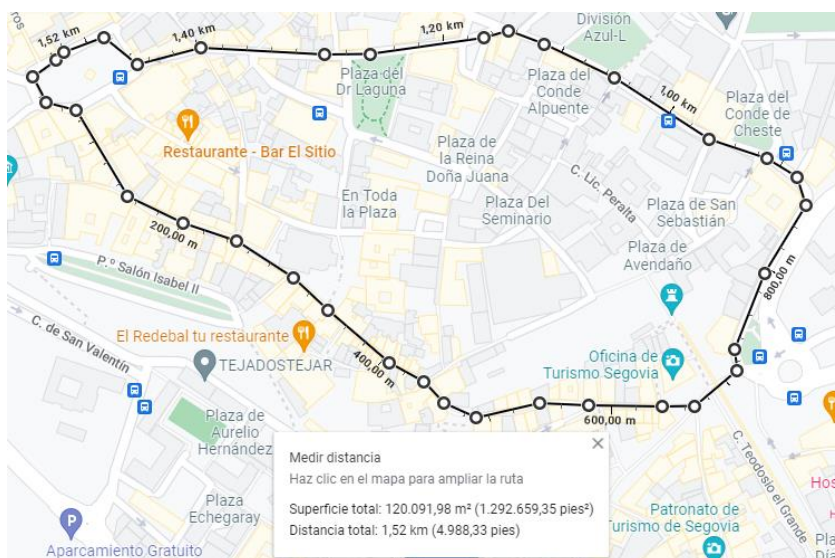 ros
1,52 km
1,40 km
1,20 km
División
Azul-L
Plaza del
Dr Laguna
Plaza del
Conde
Alpuente
1,00 km
Plaza del
Conde de
Cheste
Restaurante - Bar El Sitio
Plaza de
la Reina
Doña Juana
C. Lic. Peralta
En Toda
la Plaza
Plaza Del
Seminario
Plaza de San
Sebastián
200,00 m
Plaza de
Avendaño
800,00 m
P.º Salón Isabel II
C. de San Valentín
El Redebal tu restaurante
TEJADOSTEJAR
400,00 m
Oficina de
Turismo Segovia
600,00 m
Plaza de
Aurelio
Hernández
C. Teodosio el Grande
Medir distancia
Haz clic en el mapa para ampliar la ruta
Superficie total: 120.091,98 m² (1.292.659,35 pies²)
Distancia total: 1,52 km (4.988,33 pies)
Plaza
Echegaray
P
Aparcamiento Gratuito
Patronato de
Turismo de Segovia
Hos
H
Pla
Dia